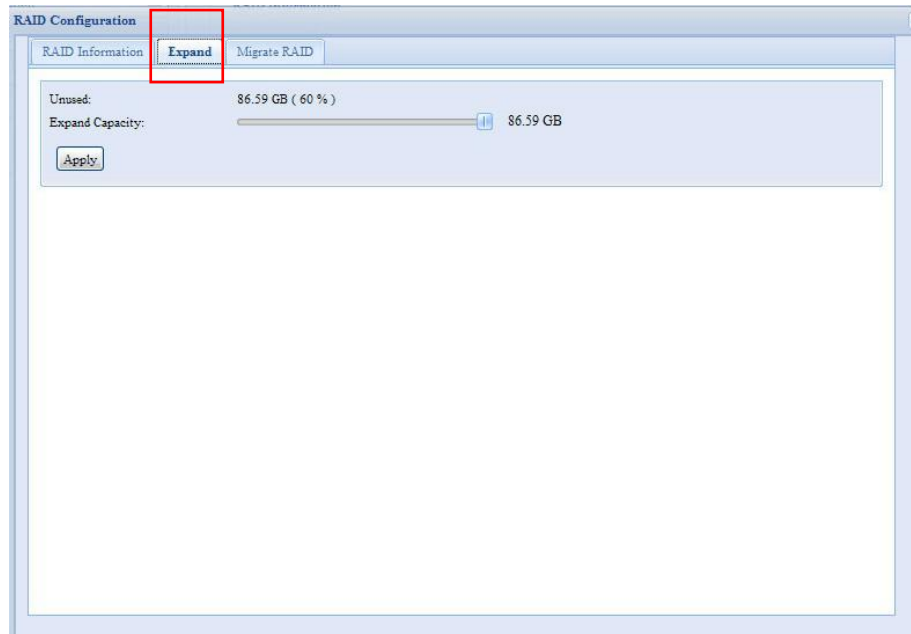 RAID Configuration
RAID Information Expand Migrate RAID
Unused: 86.59 GB ( 60 % )
Expand Capacity: 86.59 GB
Apply